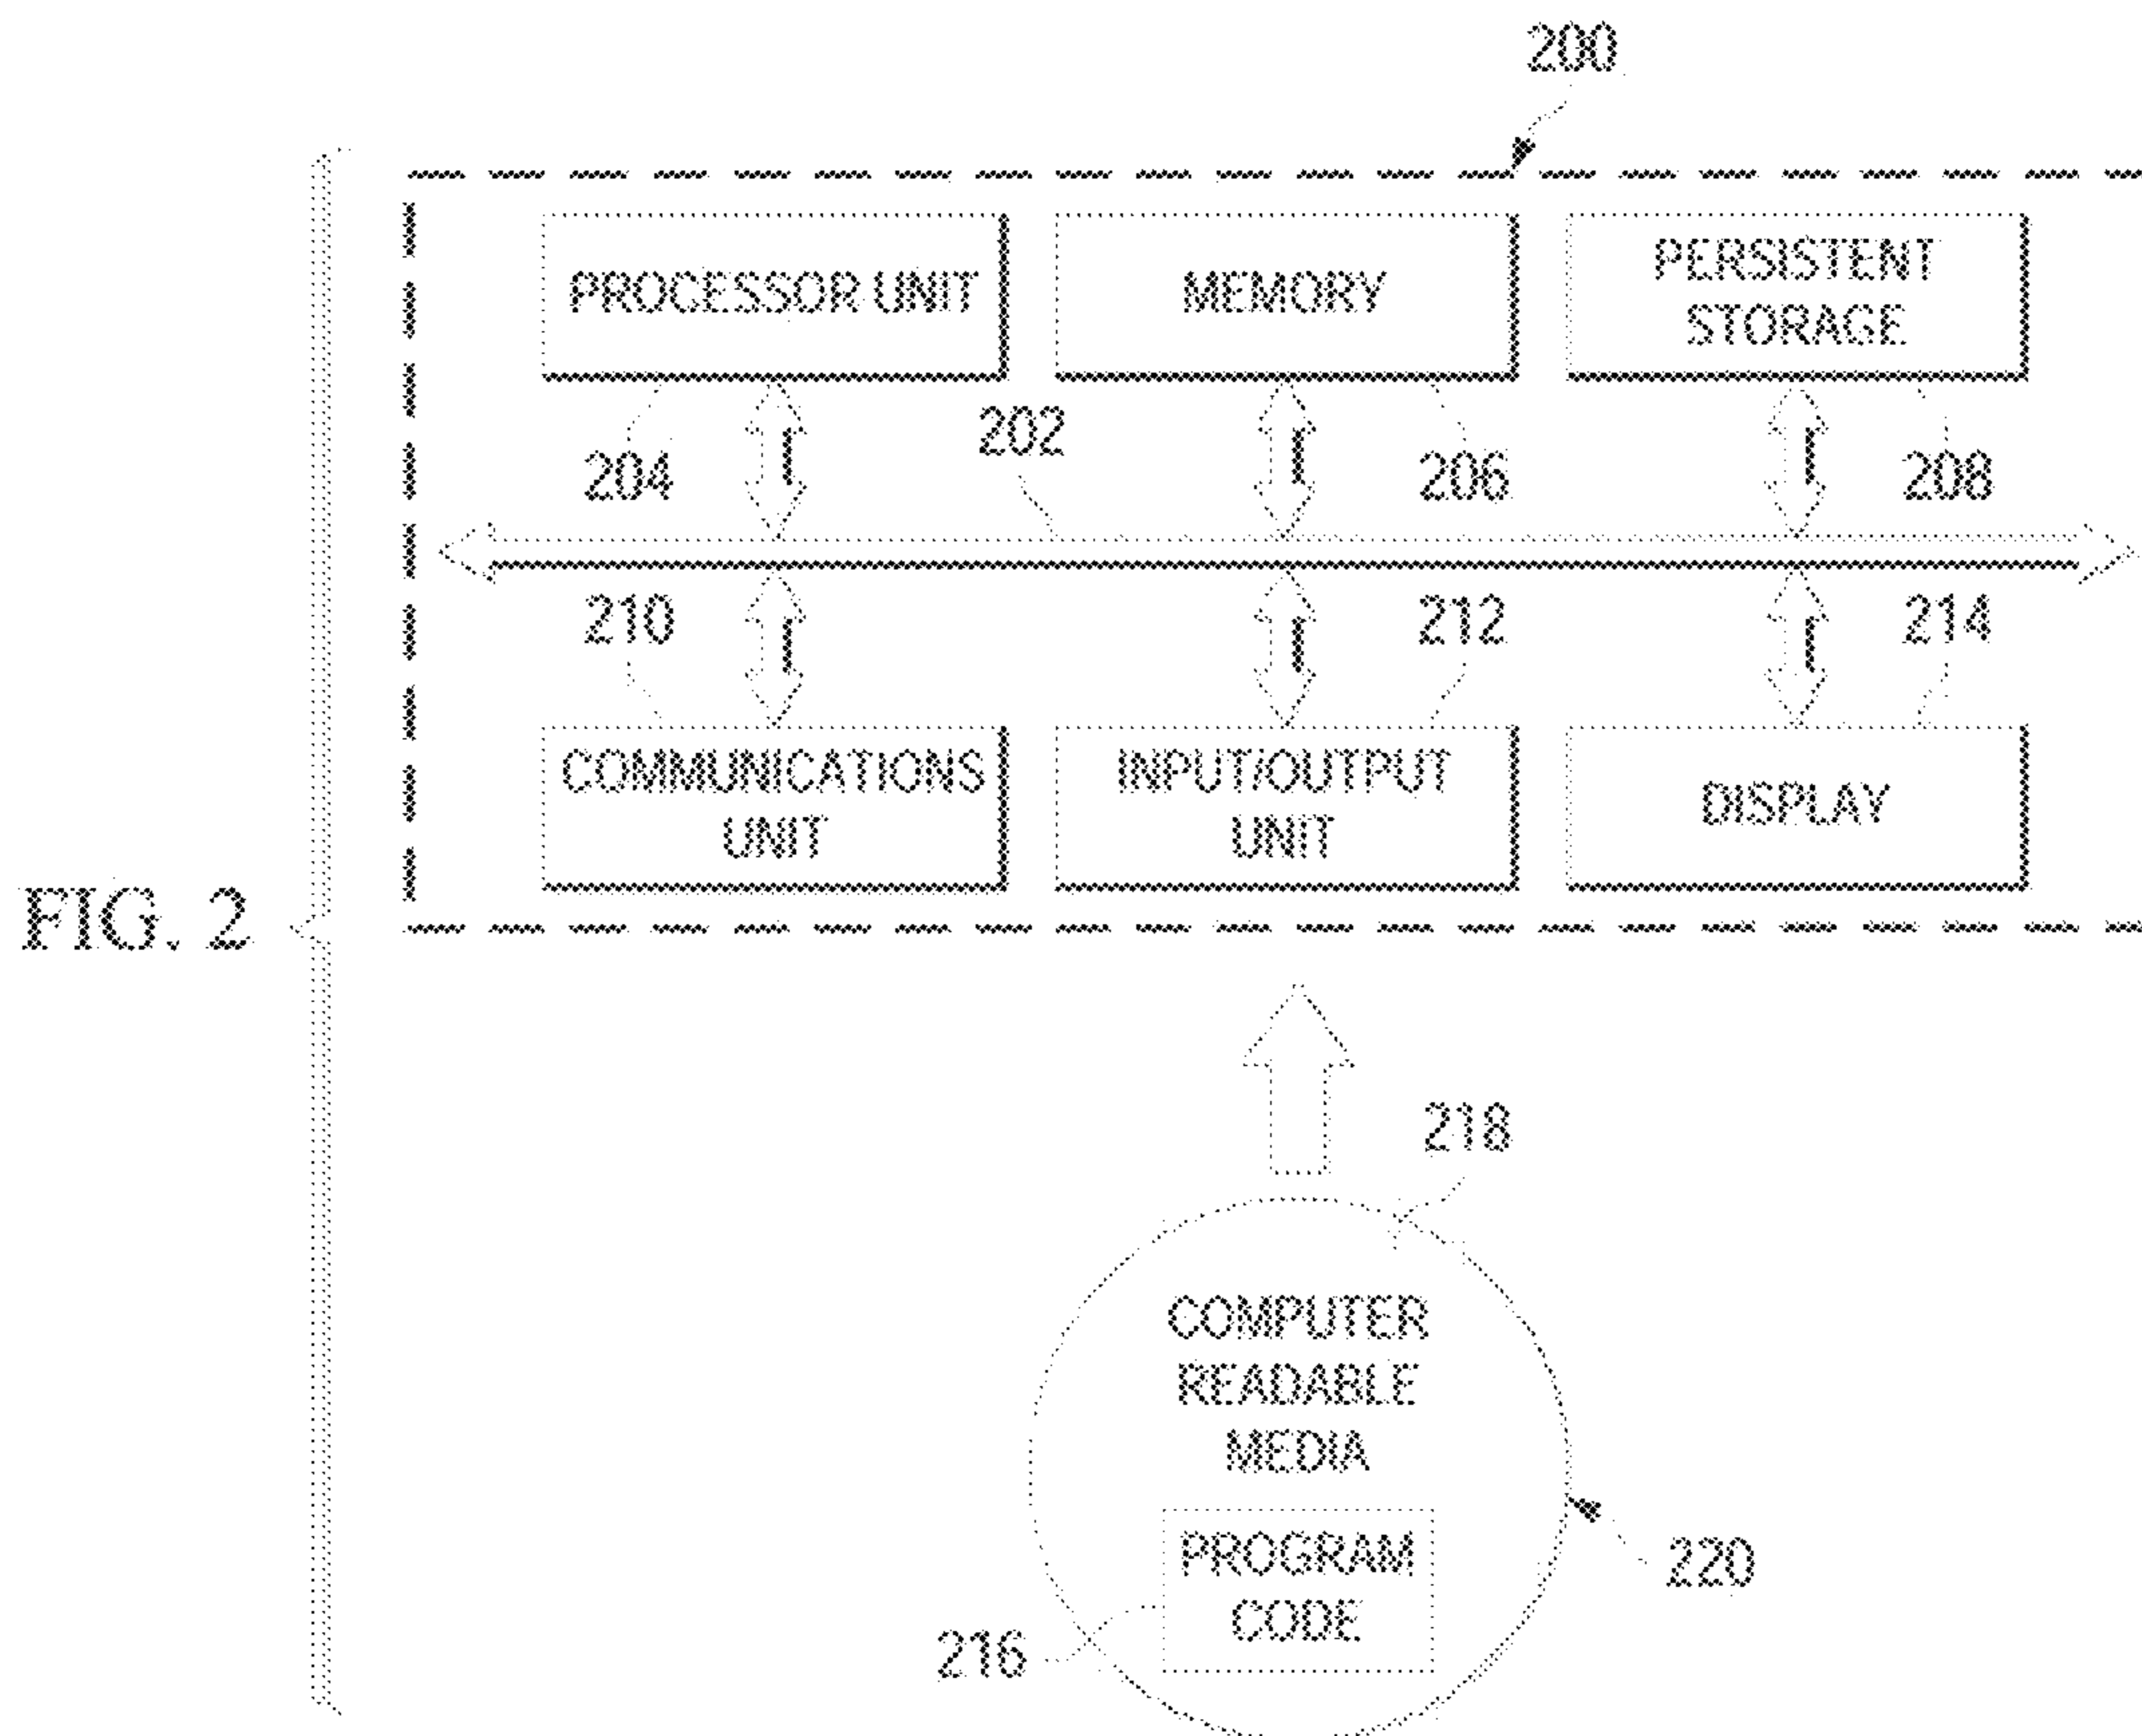 200
PROCESSOR UNIT
MEMORY
PERSISTENT
STORAGE
204
202
206
208
210
212
214
COMMUNICATIONS
UNIT
INPUT/OUTPUT
UNIT
DISPLAY
FIG. 2
218
COMPUTER
READABLE
MEDIA
PROGRAM
CODE
220
216